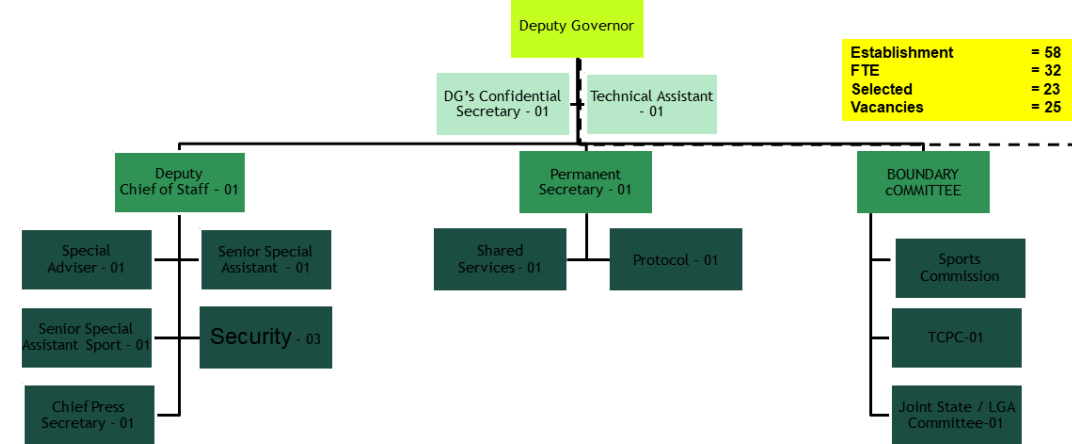 Deputy Governor
Establishment = 58
FTE = 32
Selected = 23
Vacancies = 25
DG's Confidential
Secretary - 01
Technical Assistant
- 01
Deputy
Chief of Staff - 01
Permanent
Secretary - 01
BOUNDARY
cOMMITTEE
Special
Adviser - 01
Senior Special
Assistant - 01
Shared
Services - 01
Protocol - 01
Sports
Commission
Senior Special
Assistant Sport - 01
Security - 03
TCPC-01
Chief Press
Secretary - 01
Joint State / LGA
Committee-01